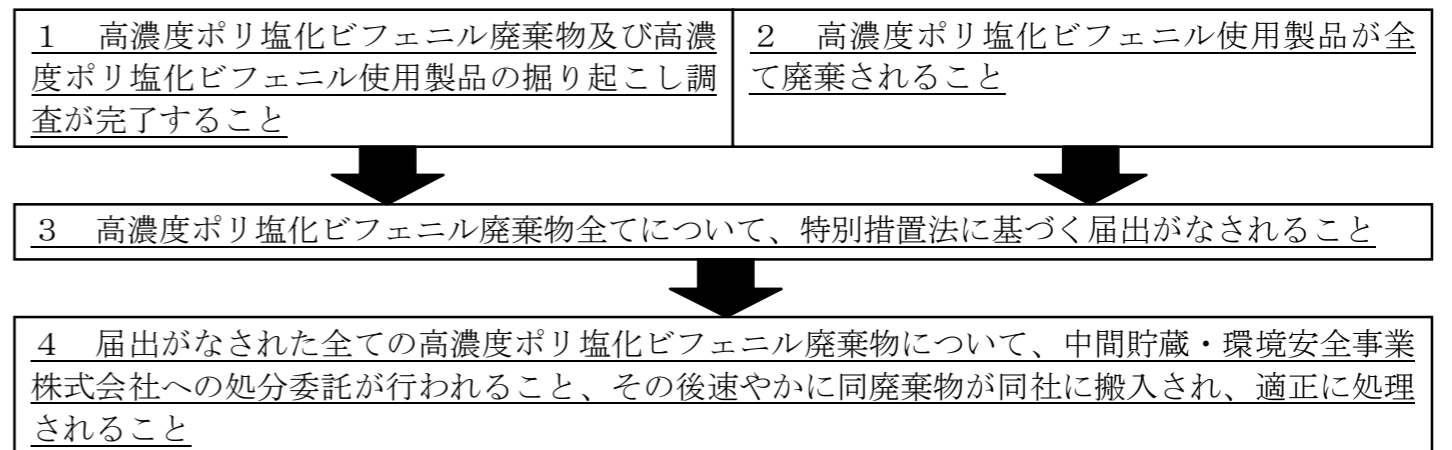 １　高濃度ポリ塩化ビフェニル廃棄物及び高濃
度ポリ塩化ビフェニル使用製品の掘り起こし調
査が完了すること
２　高濃度ポリ塩化ビフェニル使用製品が全
て廃棄されること
３　高濃度ポリ塩化ビフェニル廃棄物全てについて、特別措置法に基づく届出がなされること
４　届出がなされた全ての高濃度ポリ塩化ビフェニル廃棄物について、中間貯蔵・環境安全事業
株式会社への処分委託が行われること、その後速やかに同廃棄物が同社に搬入され、適正に処理
されること